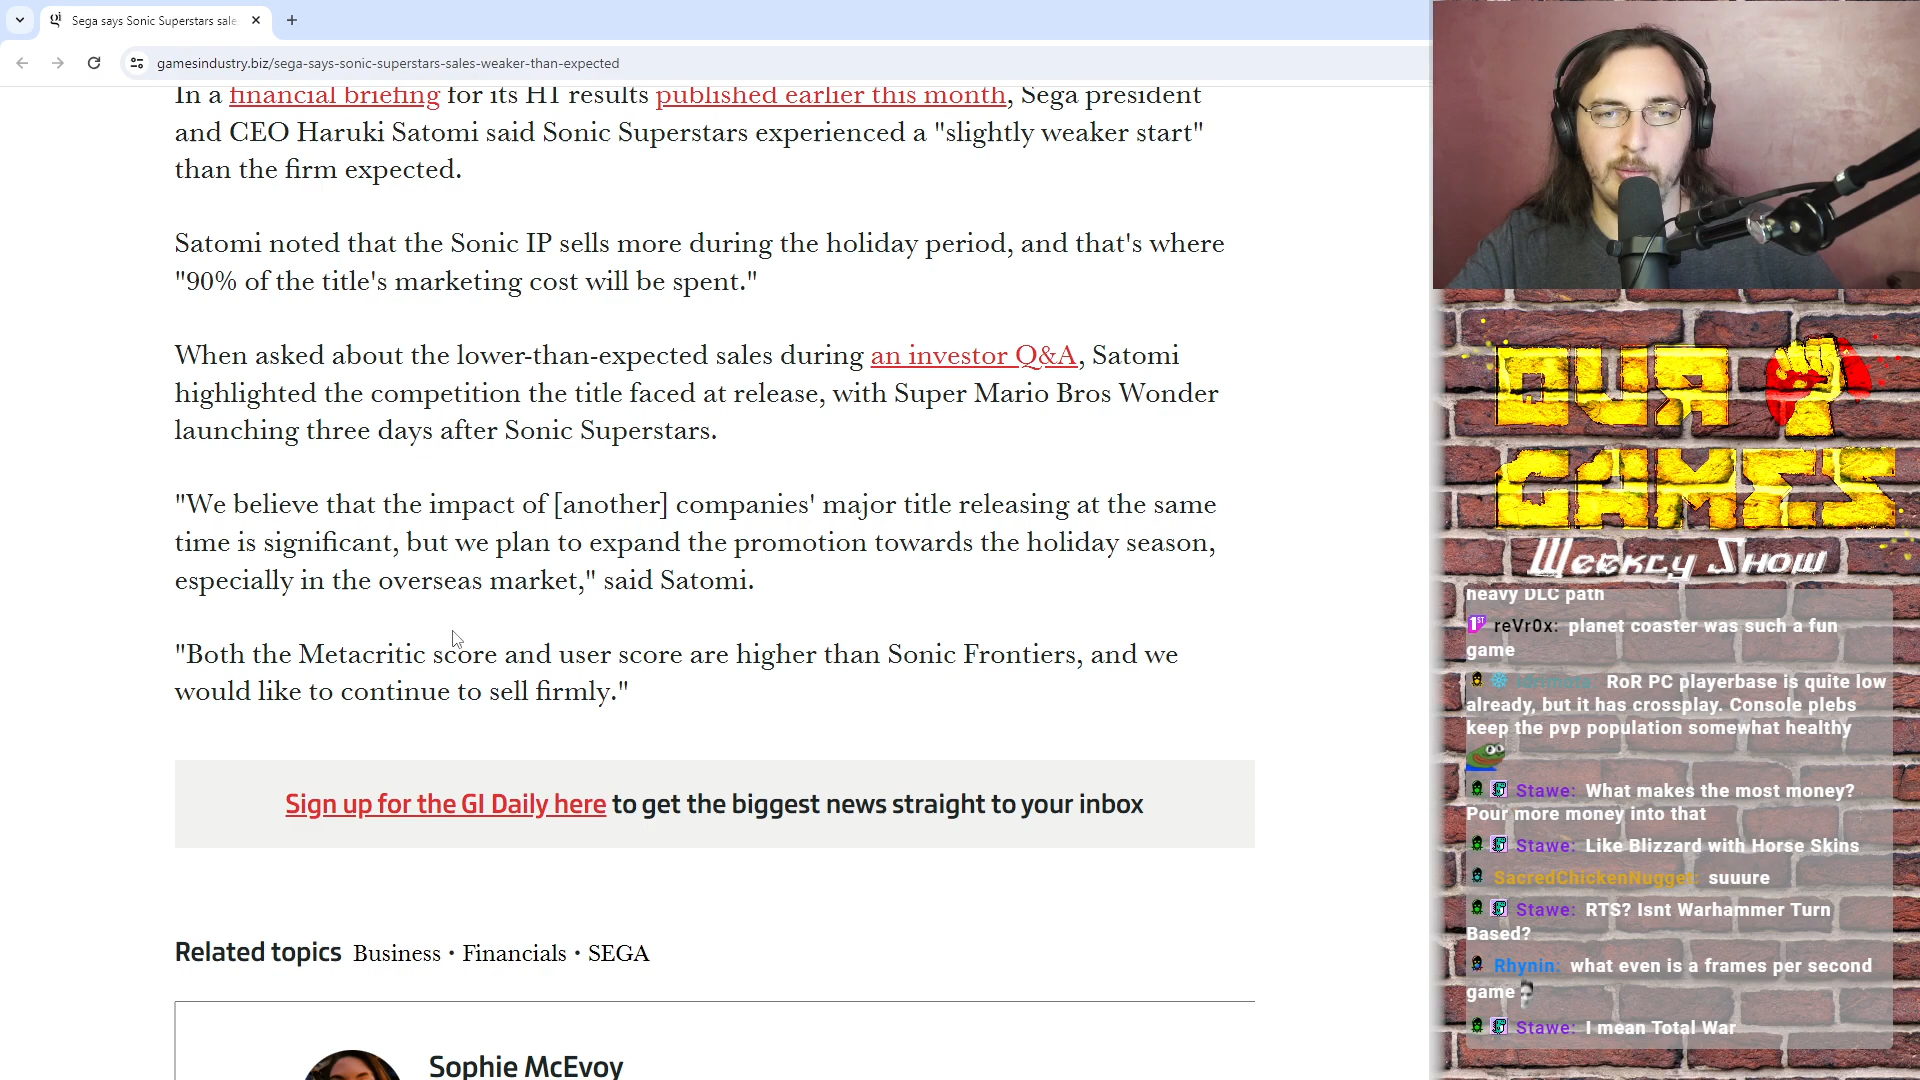 Sega says Sonic Superstars sale
gamesindustry.biz/sega-says-sonic-superstars-sales-weaker-than-expected
In a financial briefing for its H1 results published earlier this month, Sega president
and CEO Haruki Satomi said Sonic Superstars experienced a "slightly weaker start"
than the firm expected.
Satomi noted that the Sonic IP sells more during the holiday period, and that's where
"90% of the title's marketing cost will be spent."
When asked about the lower-than-expected sales during an investor Q&A, Satomi
highlighted the competition the title faced at release, with Super Mario Bros Wonder
launching three days after Sonic Superstars.
"We believe that the impact of [another] companies' major title releasing at the same
time is significant, but we plan to expand the promotion towards the holiday season,
especially in the overseas market," said Satomi.
"Both the Metacritic score and user score are higher than Sonic Frontiers, and we
would like to continue to sell firmly."
Sign up for the GI Daily here to get the biggest news straight to your inbox
Related topics Business • Financials • SEGA
Sophie McEvoy
OUR
GAMES
Weekly Show
heavy DLC path
1ST reVr0x: planet coaster was such a fun
game
RoR PC playerbase is quite low
already, but it has crossplay. Console plebs
keep the pvp population somewhat healthy
Stawe: What makes the most money?
Pour more money into that
Stawe: Like Blizzard with Horse Skins
SacredChickenNugget: suuure
Stawe: RTS? Isnt Warhammer Turn
Based?
Rhynin: what even is a frames per second
game
Stawe: I mean Total War